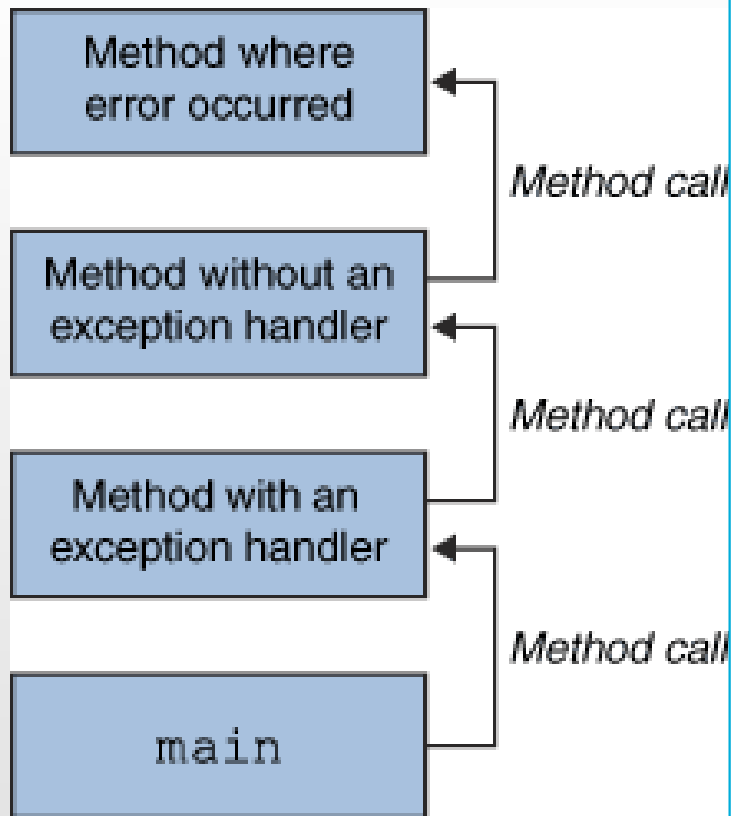 Method where
error occurred
Method call
Method without an
exception handler
Method call
Method with an
exception handler
Method call
main